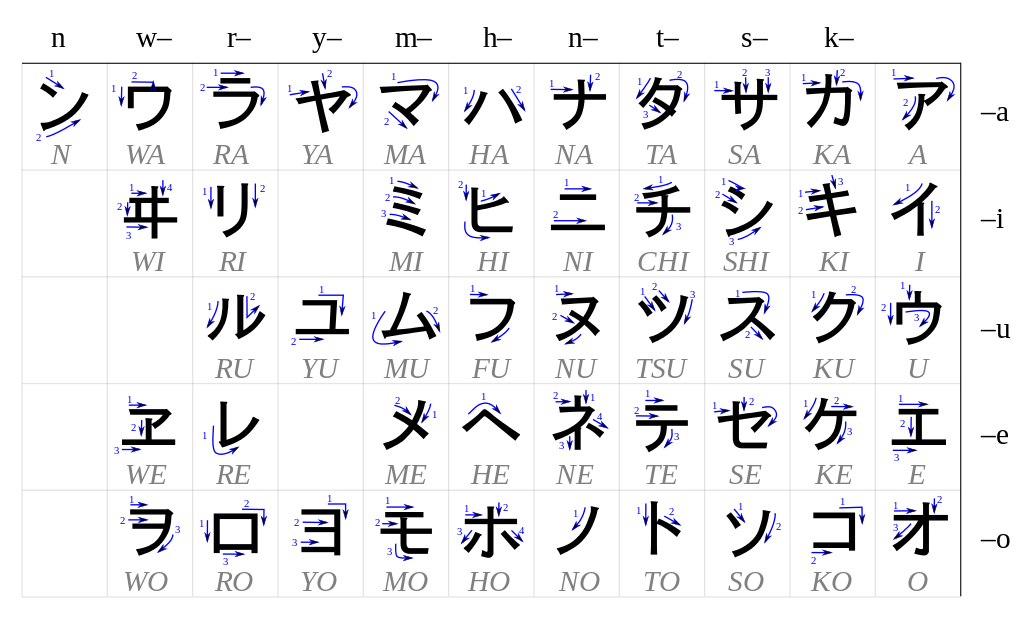 n w– r– y– m– h– n– t– s– k–
ン ワ ラ ヤ マ ハ ナ タ サ カ ア –a
N WA RA YA MA HA NA TA SA KA A
ヰ リ ミ ヒ ニ チ シ キ イ –i
WI RI MI HI NI CHI SHI KI I
ル ユ ム フ ヌ ツ ス ク ウ –u
RU YU MU FU NU TSU SU KU U
ヱ レ メ ヘ ネ テ セ ケ エ –e
WE RE ME HE NE TE SE KE E
ヲ ロ ヨ モ ホ ノ ト ソ コ オ –o
WO RO YO MO HO NO TO SO KO O